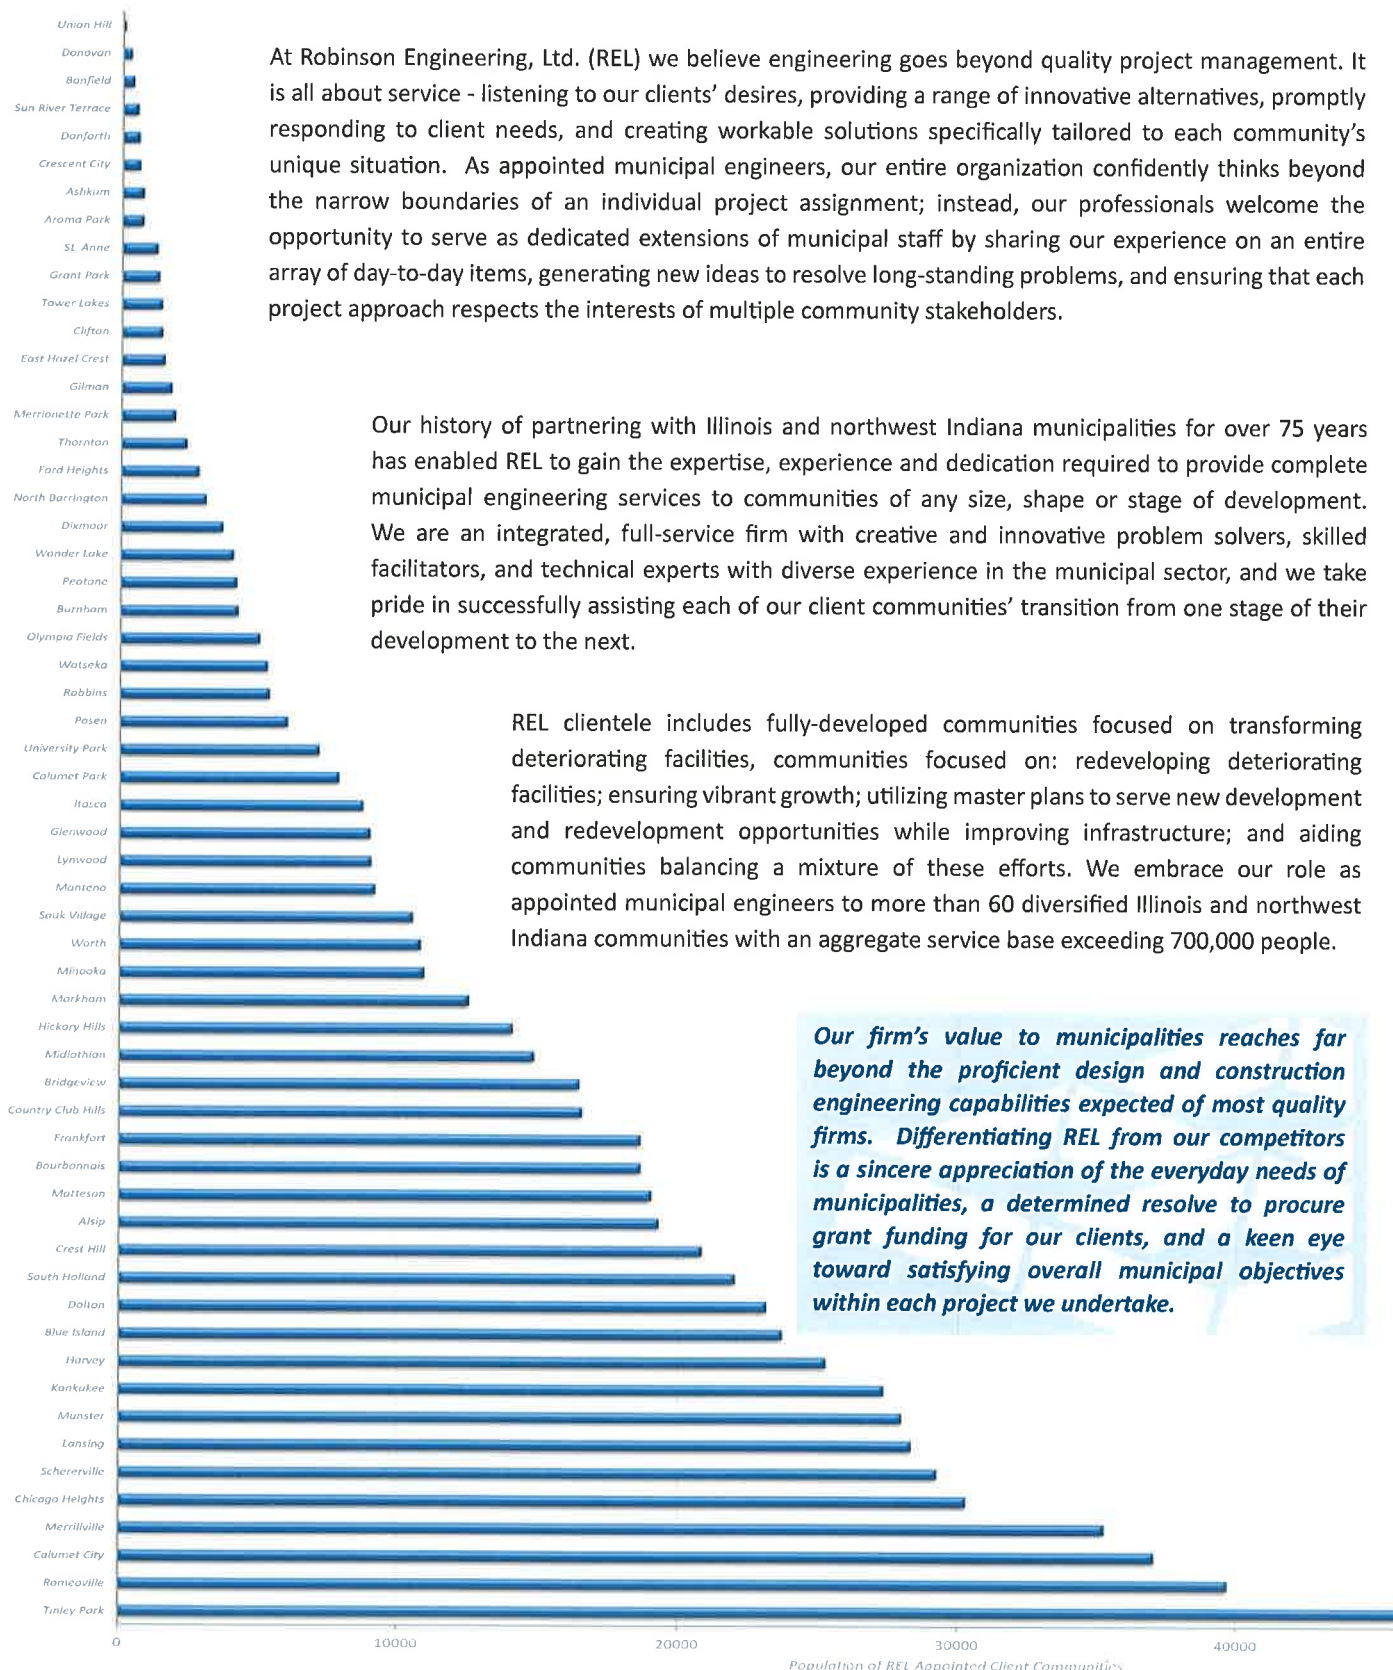 At Robinson Engineering, Ltd. (REL) we believe engineering goes beyond quality project management. It
is all about service - listening to our clients' desires, providing a range of innovative alternatives, promptly
responding to client needs, and creating workable solutions specifically tailored to each community's
unique situation. As appointed municipal engineers, our entire organization confidently thinks beyond
the narrow boundaries of an individual project assignment; instead, our professionals welcome the
opportunity to serve as dedicated extensions of municipal staff by sharing our experience on an entire
array of day-to-day items, generating new ideas to resolve long-standing problems, and ensuring that each
project approach respects the interests of multiple community stakeholders.
Our history of partnering with Illinois and northwest Indiana municipalities for over 75 years
has enabled REL to gain the expertise, experience and dedication required to provide complete
municipal engineering services to communities of any size, shape or stage of development.
We are an integrated, full-service firm with creative and innovative problem solvers, skilled
facilitators, and technical experts with diverse experience in the municipal sector, and we take
pride in successfully assisting each of our client communities' transition from one stage of their
development to the next.
REL clientele includes fully-developed communities focused on transforming
deteriorating facilities, communities focused on: redeveloping deteriorating
facilities; ensuring vibrant growth; utilizing master plans to serve new development
and redevelopment opportunities while improving infrastructure; and aiding
communities balancing a mixture of these efforts. We embrace our role as
appointed municipal engineers to more than 60 diversified Illinois and northwest
Indiana communities with an aggregate service base exceeding 700,000 people.
Our firm's value to municipalities reaches far
beyond the proficient design and construction
engineering capabilities expected of most quality
firms. Differentiating REL from our competitors
is a sincere appreciation of the everyday needs of
municipalities, a determined resolve to procure
grant funding for our clients, and a keen eye
toward satisfying overall municipal objectives
within each project we undertake.
Union Hill
Donovan
Bonfield
Sun River Terrace
Danforth
Crescent City
Ashkum
Aroma Park
St. Anne
Grant Park
Tower Lakes
Clifton
East Hazel Crest
Gilman
Merrionette Park
Thornton
Ford Heights
North Barrington
Dixmoor
Wonder Lake
Peotone
Burnham
Olympia Fields
Watseka
Robbins
Posen
University Park
Calumet Park
Itasca
Glenwood
Lynwood
Manteno
Sauk Village
Worth
Minooka
Markham
Hickory Hills
Midlothian
Bridgeview
Country Club Hills
Frankfort
Bourbonnais
Matteson
Alsip
Crest Hill
South Holland
Dolton
Blue Island
Harvey
Kankakee
Munster
Lansing
Schererville
Chicago Heights
Merrillville
Calumet City
Romeoville
Tinley Park
0 10000 20000 30000 40000
Population of REL Appointed Client Communities